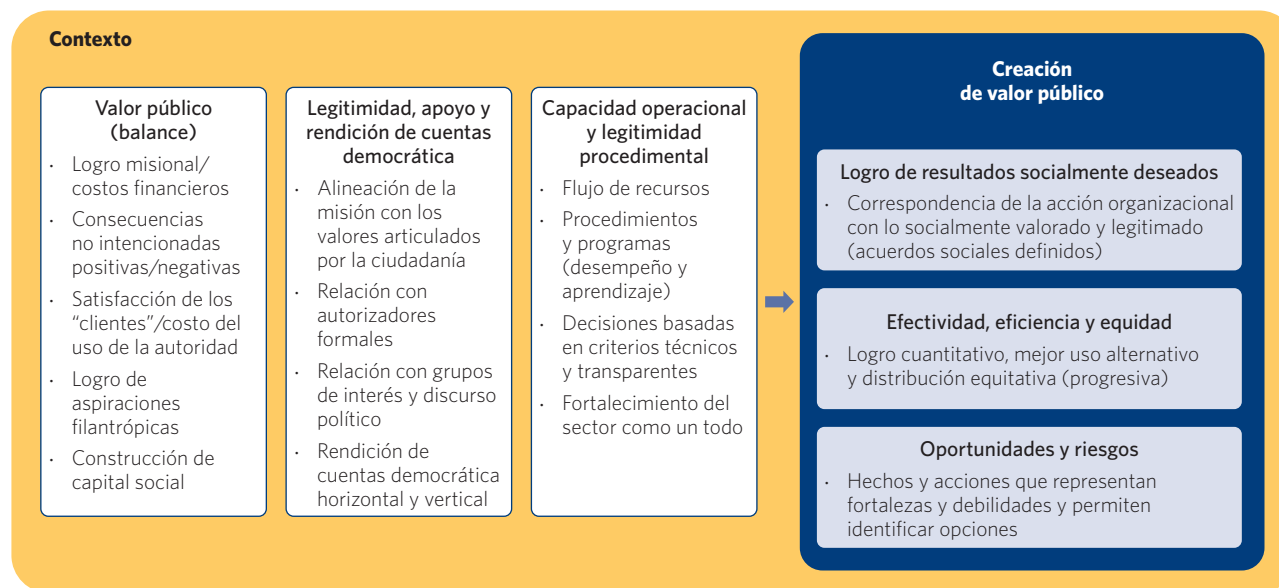 Contexto
Valor público
(balance)
· Logro misional/
costos financieros
· Consecuencias
no intencionadas
positivas/negativas
· Satisfacción de los
“clientes”/costo del
uso de la autoridad
· Logro de
aspiraciones
filantrópicas
· Construcción de
capital social
Legitimidad, apoyo y
rendición de cuentas
democrática
· Alineación de la
misión con los
valores articulados
por la ciudadanía
· Relación con
autorizadores
formales
· Relación con grupos
de interés y discurso
político
· Rendición de
cuentas democrática
horizontal y vertical
Capacidad operacional
y legitimidad
procedimental
· Flujo de recursos
· Procedimientos
y programas
(desempeño y
aprendizaje)
· Decisiones basadas
en criterios técnicos
y transparentes
· Fortalecimiento del
sector como un todo
Creación
de valor público
Logro de resultados socialmente deseados
· Correspondencia de la acción organizacional
con lo socialmente valorado y legitimado
(acuerdos sociales definidos)
Efectividad, eficiencia y equidad
· Logro cuantitativo, mejor uso alternativo
y distribución equitativa (progresiva)
Oportunidades y riesgos
· Hechos y acciones que representan
fortalezas y debilidades y permiten
identificar opciones